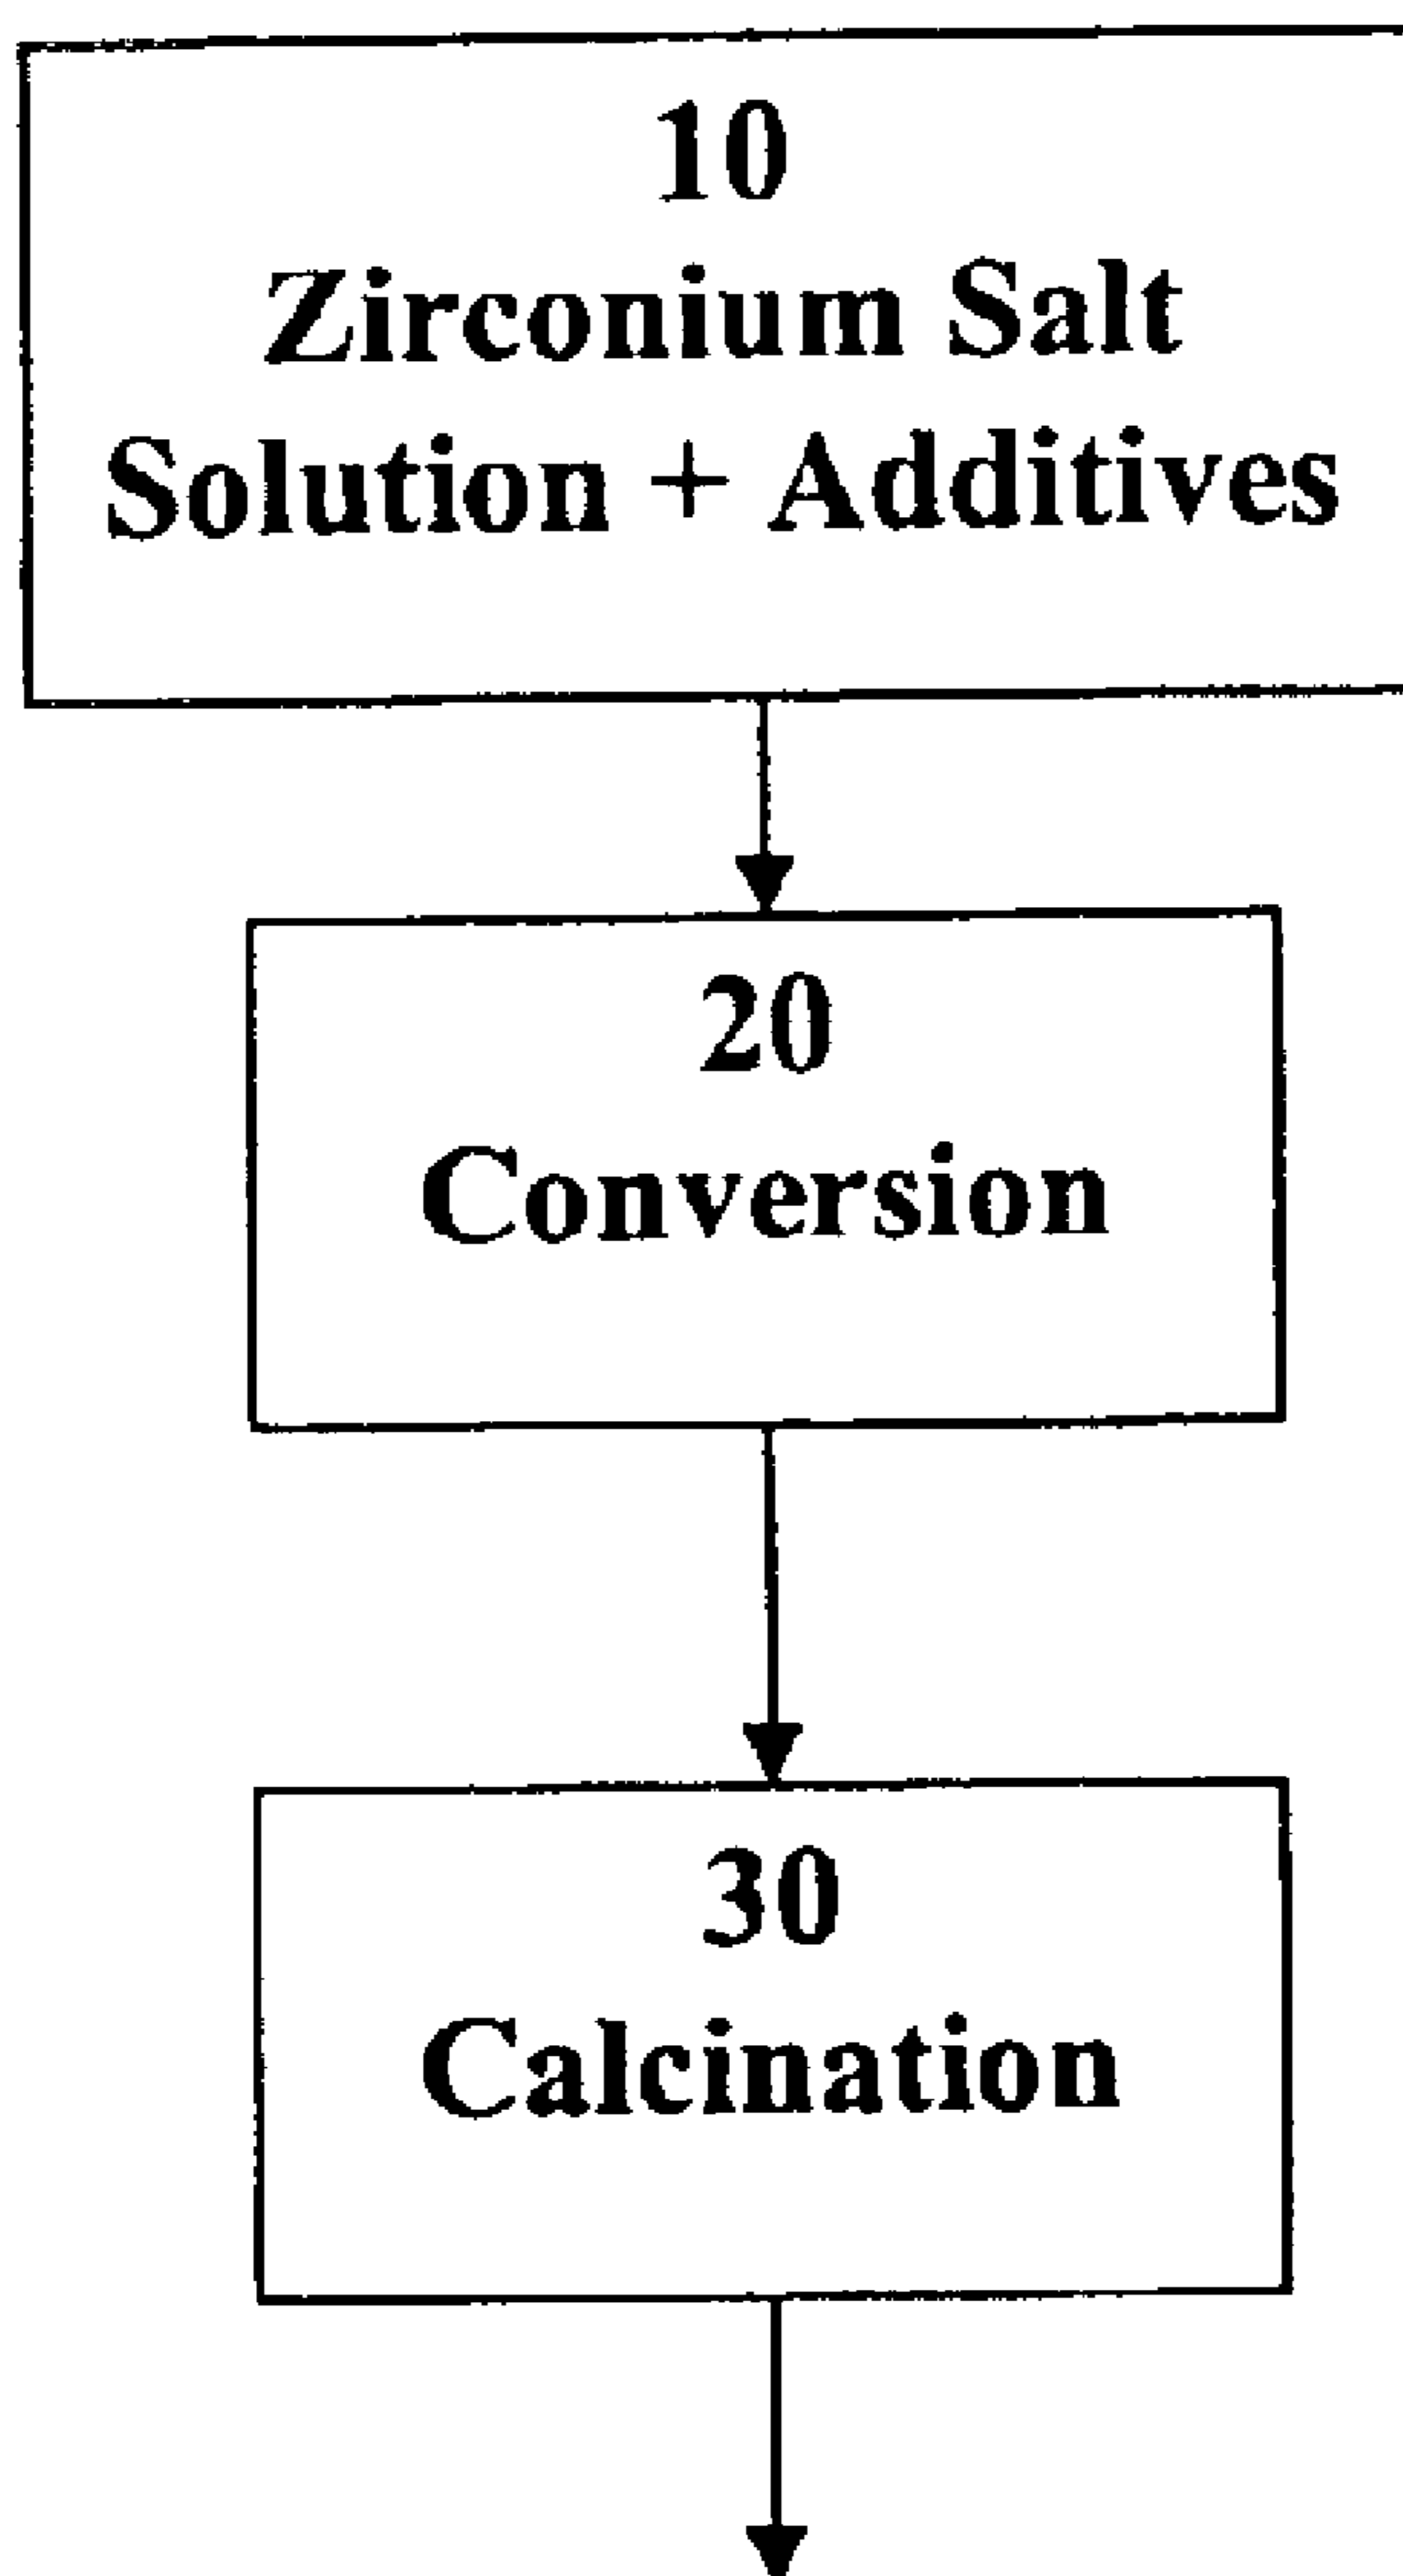 10
Zirconium Salt
Solution + Additives
20
Conversion
30
Calcination